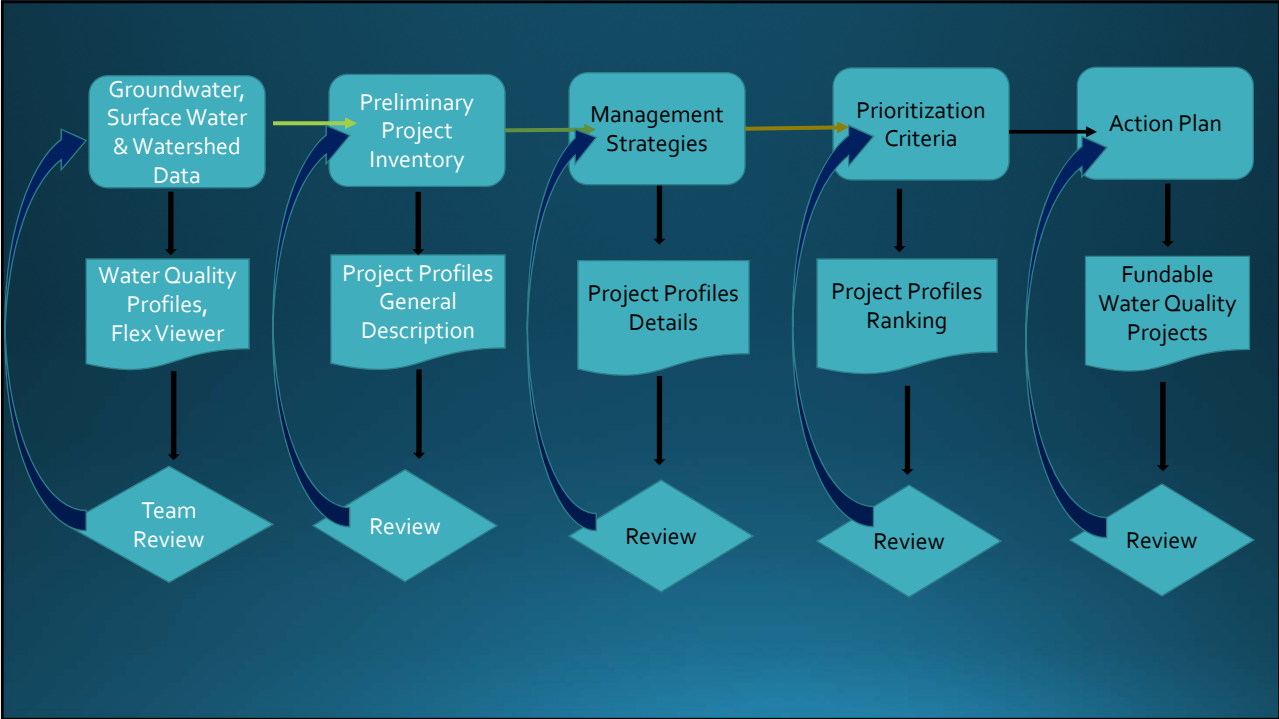 Groundwater,
Surface Water
& Watershed
Data
Preliminary
Project
Inventory
Management
Strategies
Prioritization
Criteria
Action Plan
Water Quality
Profiles,
Flex Viewer
Project Profiles
General
Description
Project Profiles
Details
Project Profiles
Ranking
Fundable
Water Quality
Projects
Team
Review
Review
Review
Review
Review